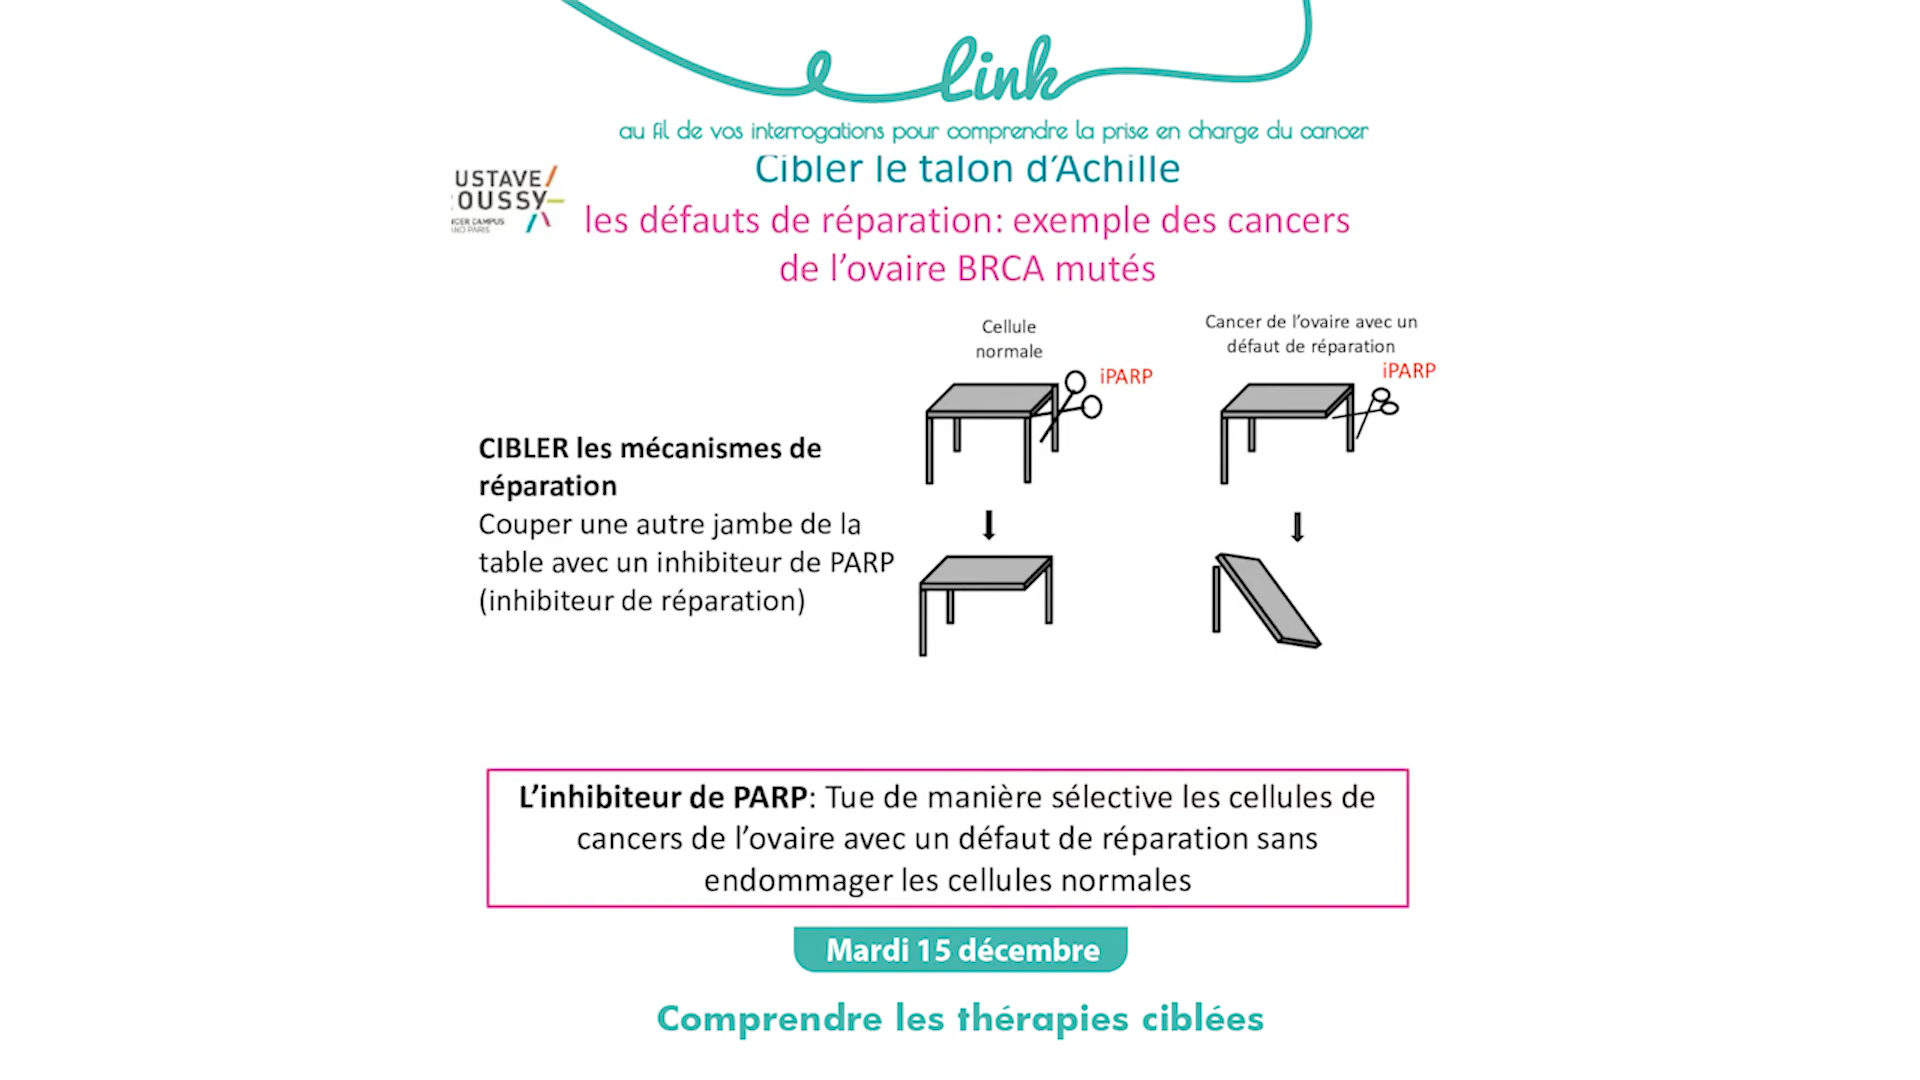 link
au fil de vos interrogations pour comprendre la prise en charge du cancer
Cibler le talon d'Achille
USTAVE/
OUSSY
les défauts de réparation: exemple des cancers
de l'ovaire BRCA mutés
Cellule
normale
iPARP
Cancer de l'ovaire avec un
défaut de réparation
iPARP
CIBLER les mécanismes de
réparation
Couper une autre jambe de la
table avec un inhibiteur de PARP
(inhibiteur de réparation)
L'inhibiteur de PARP: Tue de manière sélective les cellules de
cancers de l'ovaire avec un défaut de réparation sans
endommager les cellules normales
Mardi 15 décembre
Comprendre les thérapies ciblées